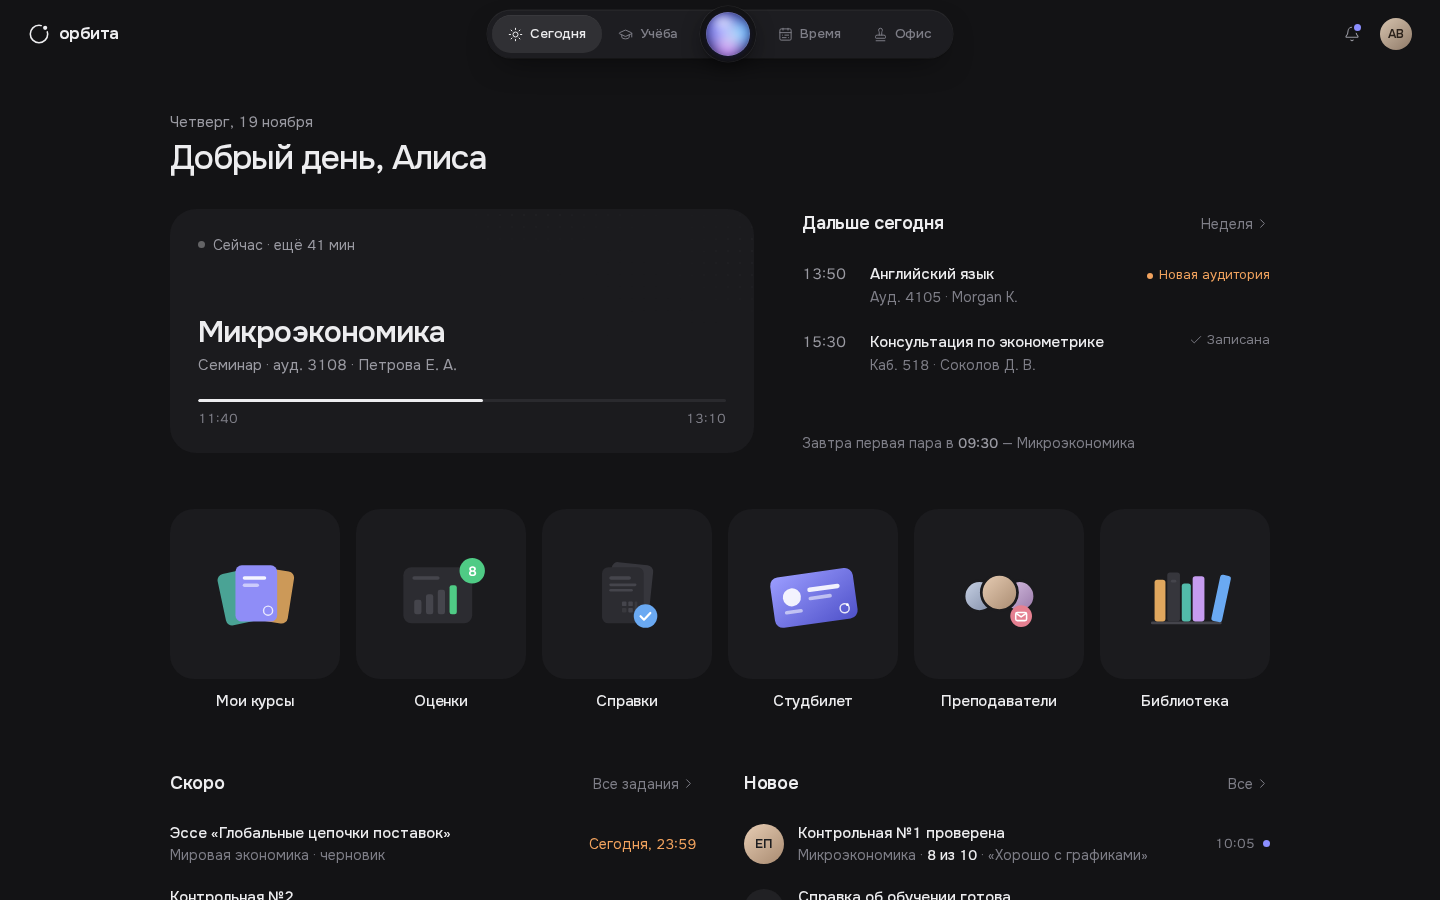 орбита
Сегодня
Учёба
Время
Офис
АВ
Четверг, 19 ноября
Добрый день, Алиса
Сейчас · ещё 41 мин
Микроэкономика
Семинар · ауд. 3108 · Петрова Е. А.
11:40
13:10
Дальше сегодня
Неделя
13:50
Английский язык
Новая аудитория
Ауд. 4105 · Morgan K.
15:30
Консультация по эконометрике
Записана
Каб. 518 · Соколов Д. В.
Завтра первая пара в 09:30 — Микроэкономика
8
Мои курсы
Оценки
Справки
Студбилет
Преподаватели
Библиотека
Скоро
Все задания
Эссе «Глобальные цепочки поставок»
Мировая экономика · черновик
Сегодня, 23:59
Контрольная №2
Новое
Все
ЕП
Контрольная №1 проверена
Микроэкономика · 8 из 10 · «Хорошо с графиками»
10:05
Справка об обучении готова